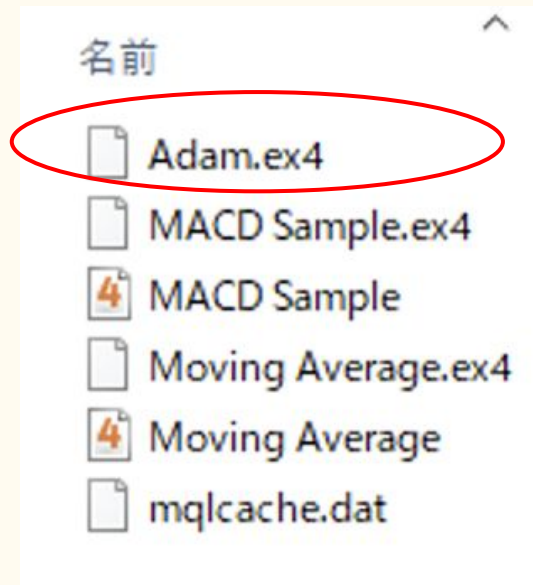 名前
Adam.ex4
MACD Sample.ex4
MACD Sample
Moving Average.ex4
Moving Average
mqlcache.dat